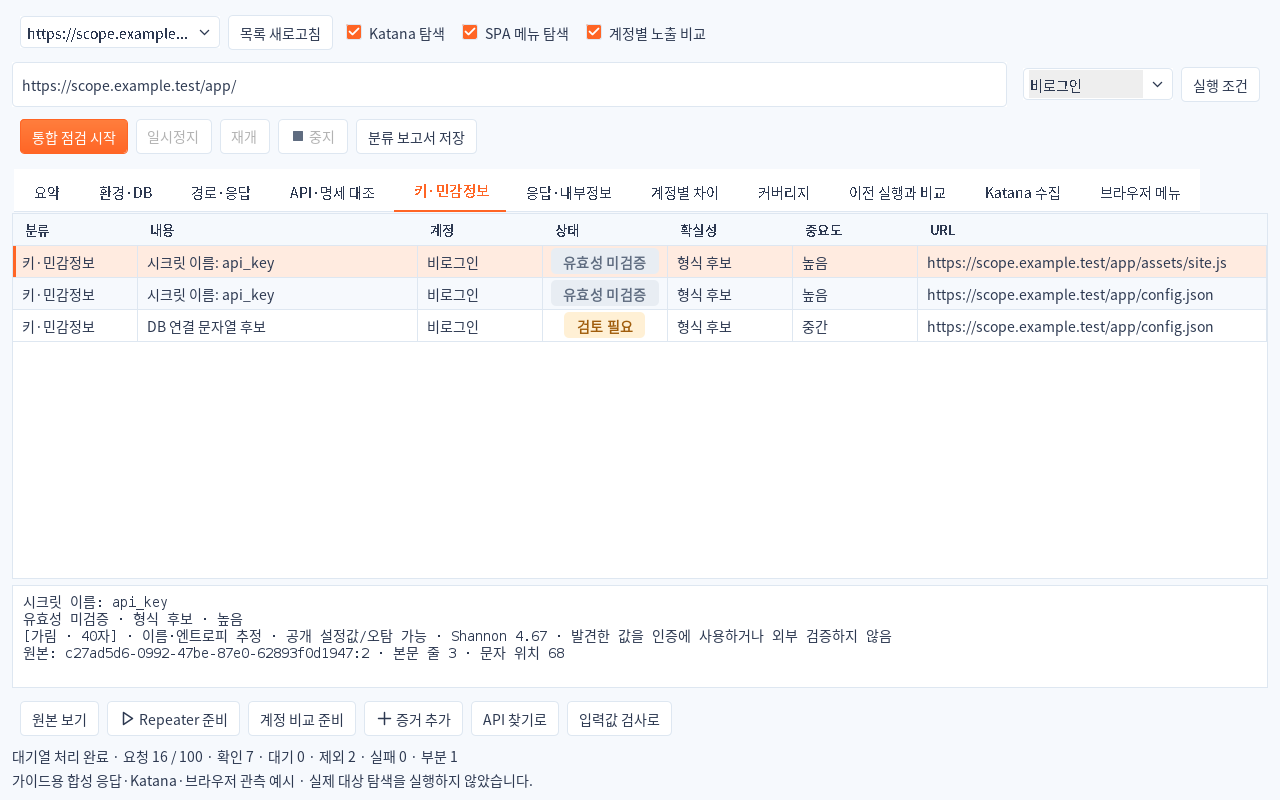 https://scope.example... 목록 새로고침 Katana 탐색 SPA 메뉴 탐색 계정별 노출 비교
https://scope.example.test/app/ 비로그인 실행 조건
통합 점검 시작 일시정지 재개 중지 분류 보고서 저장
요약 환경·DB 경로·응답 API·명세 대조 키·민감정보 응답·내부정보 계정별 차이 커버리지 이전 실행과 비교 Katana 수집 브라우저 메뉴
분류 내용 계정 상태 확실성 중요도 URL
키·민감정보 시크릿 이름: api_key 비로그인 유효성 미검증 형식 후보 높음 https://scope.example.test/app/assets/site.js
키·민감정보 시크릿 이름: api_key 비로그인 유효성 미검증 형식 후보 높음 https://scope.example.test/app/config.json
키·민감정보 DB 연결 문자열 후보 비로그인 검토 필요 형식 후보 중간 https://scope.example.test/app/config.json
시크릿 이름: api_key
유효성 미검증 · 형식 후보 · 높음
[가림 · 40자] · 이름·엔트로피 추정 · 공개 설정값/오탐 가능 · Shannon 4.67 · 발견한 값을 인증에 사용하거나 외부 검증하지 않음
원본: c27ad5d6-0992-47be-87e0-62893f0d1947:2 · 본문 줄 3 · 문자 위치 68
원본 보기 Repeater 준비 계정 비교 준비 증거 추가 API 찾기로 입력값 검사로
대기열 처리 완료 · 요청 16 / 100 · 확인 7 · 대기 0 · 제외 2 · 실패 0 · 부분 1
가이드용 합성 응답·Katana·브라우저 관측 예시 · 실제 대상 탐색을 실행하지 않았습니다.